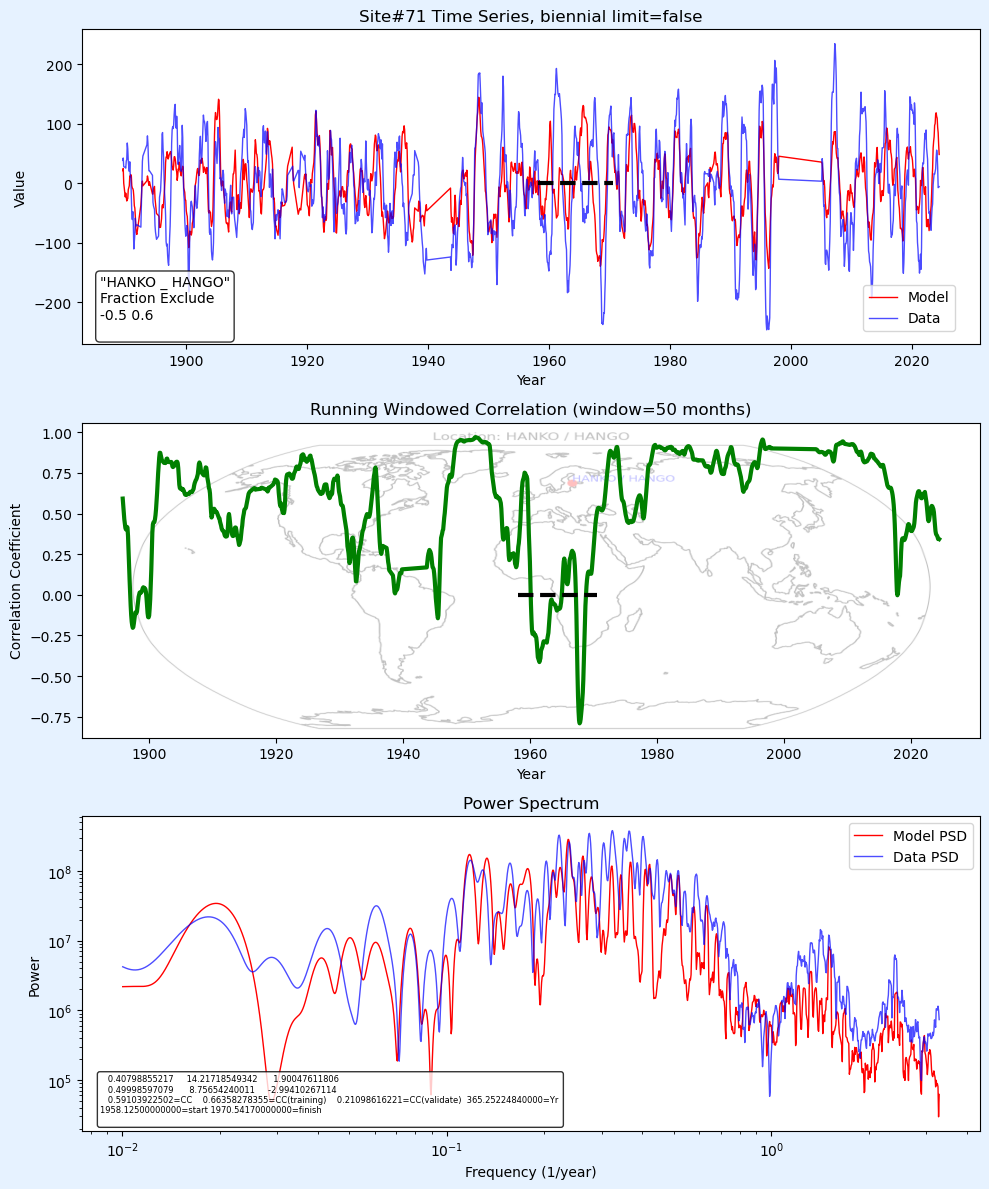 Site#71 Time Series, biennial limit=false
Value
200
100
0
−100
−200
"HANKO _ HANGO"
Fraction Exclude
-0.5 0.6
Model
Data
1900 1920 1940 1960 1980 2000 2020
Year
Running Windowed Correlation (window=50 months)
Location: HANKO / HANGO
HANKO / HANGO
Correlation Coefficient
1.00
0.75
0.50
0.25
0.00
−0.25
−0.50
−0.75
1900 1920 1940 1960 1980 2000 2020
Year
Power Spectrum
Model PSD
Data PSD
Power
10^8
10^7
10^6
10^5
0.40798855217 14.21718549342 1.90047611806
0.49998597079 8.75654240011 -2.99410267114
0.59103922502=CC 0.66358278355=CC(training) 0.21098616221=CC(validate) 365.25224840000=Yr
1958.12500000000=start 1970.54170000000=finish
10^−2 10^−1 10^0
Frequency (1/year)